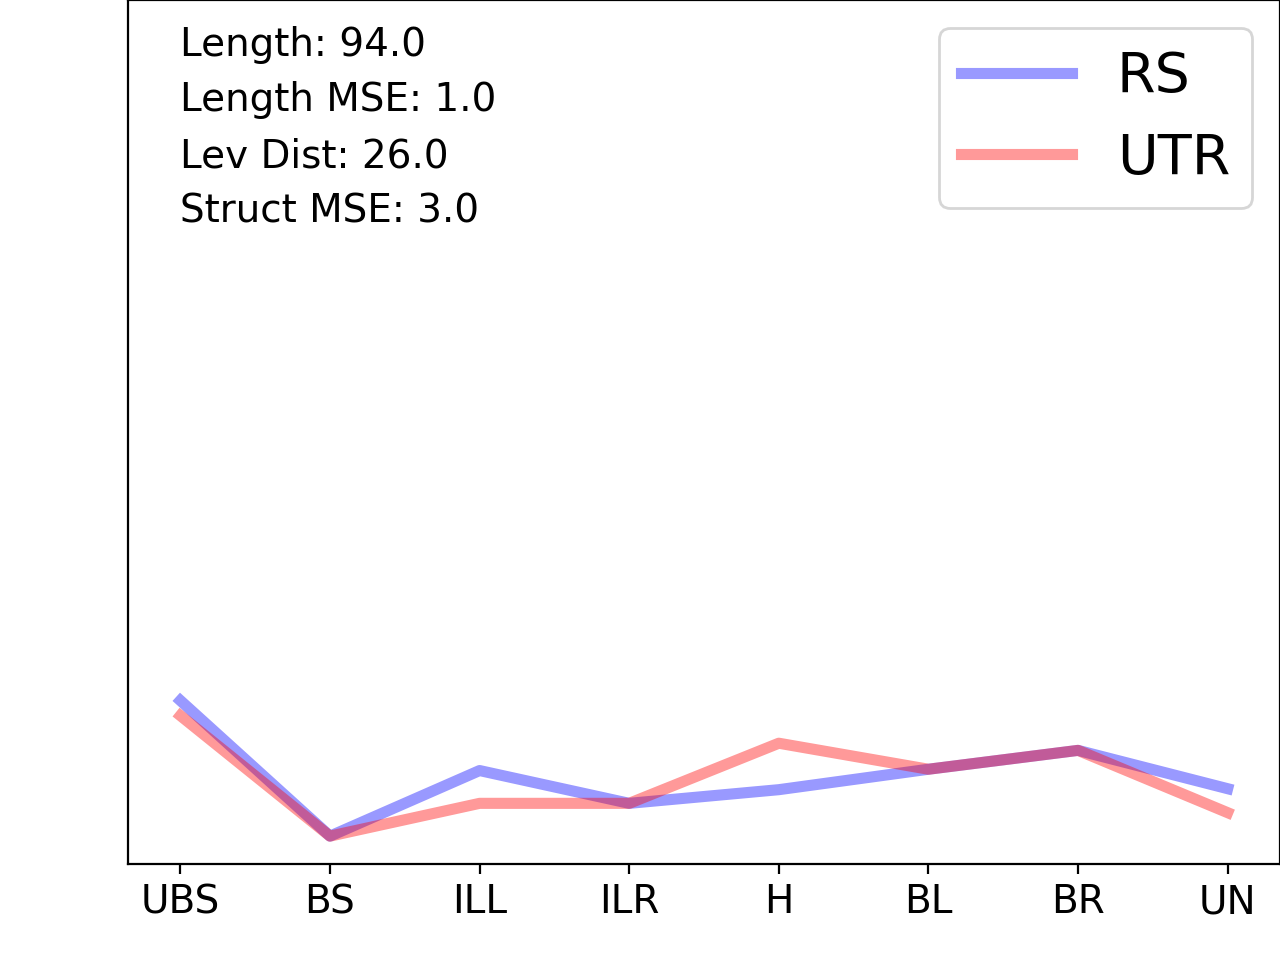 Length: 94.0
Length MSE: 1.0
Lev Dist: 26.0
Struct MSE: 3.0
RS
UTR
UBS BS ILL ILR H BL BR UN